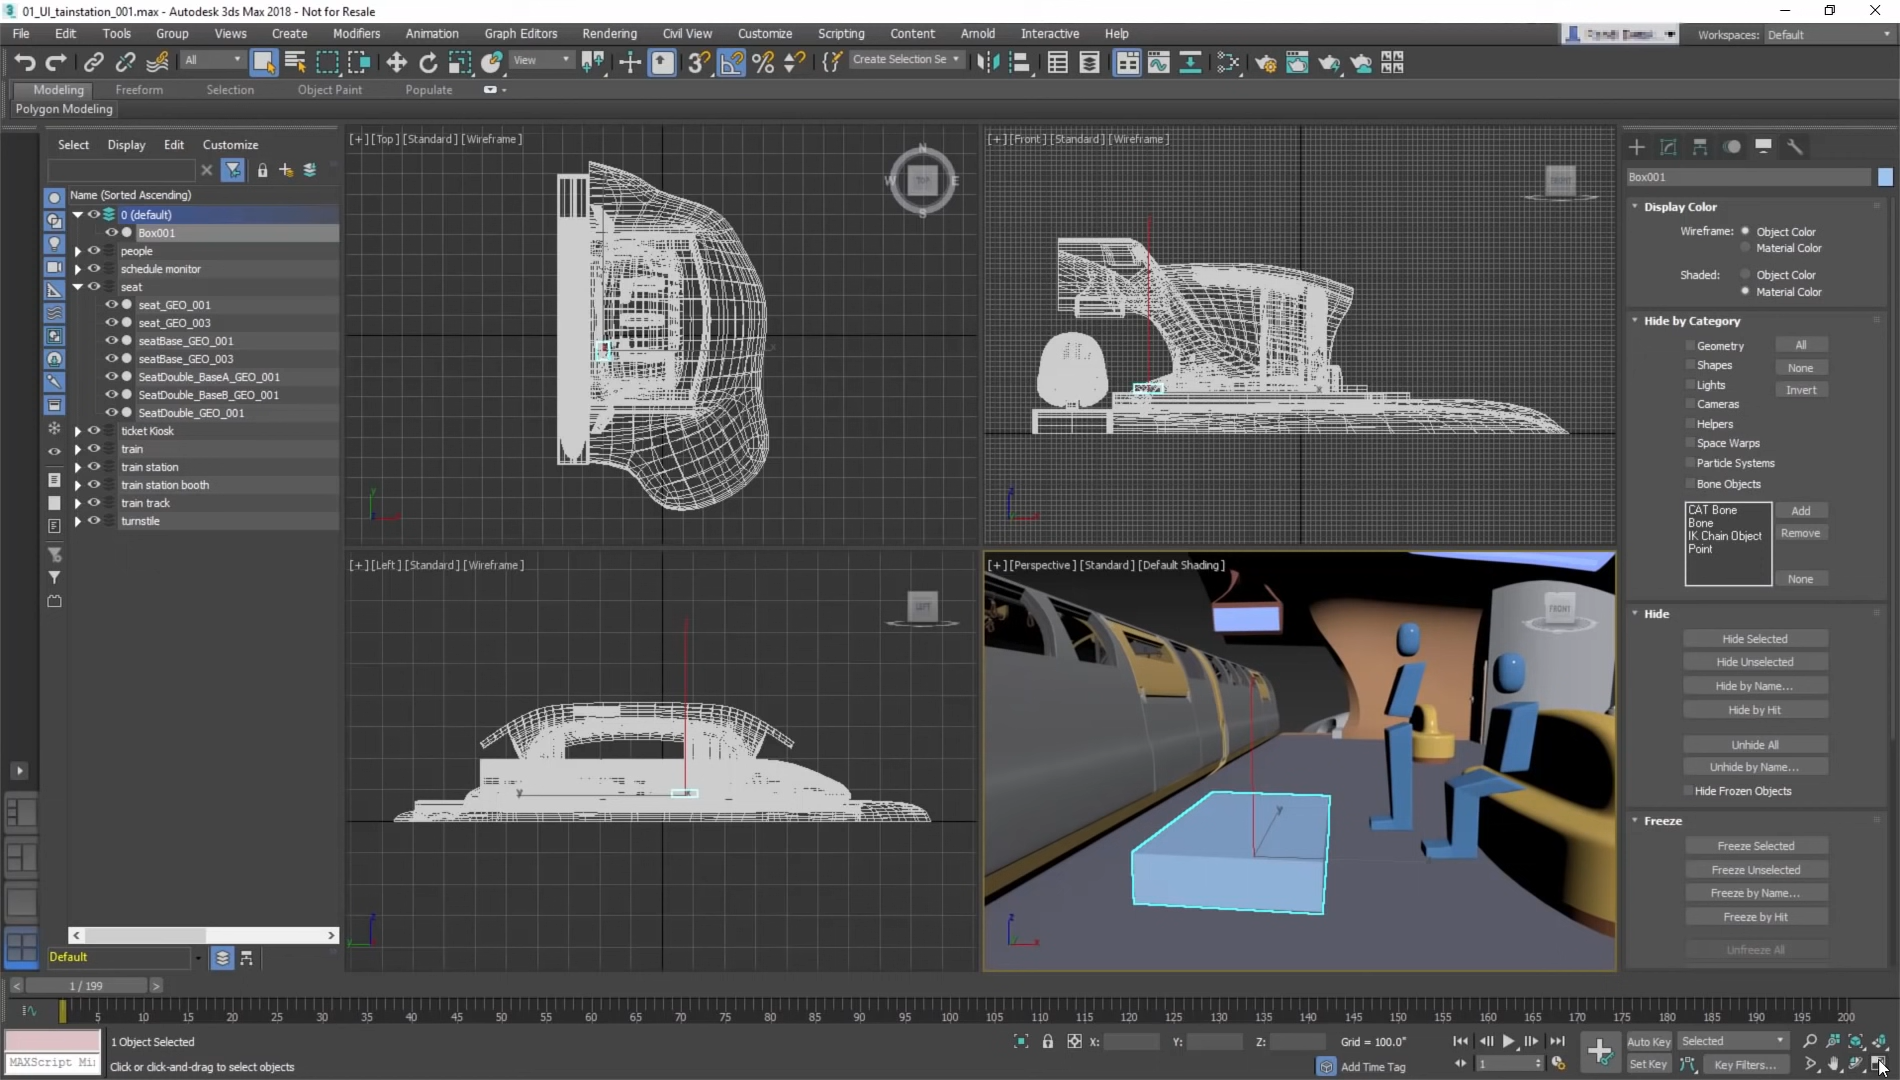 01_UI_tainstation_001.max - Autodesk 3ds Max 2018 - Not for Resale
File Edit Tools Group Views Create Modifiers Animation Graph Editors Rendering Civil View Customize Scripting Content Arnold Interactive Help
Workspaces: Default
All View Create Selection Se
Modeling Freeform Selection Object Paint Populate
Polygon Modeling
Select Display Edit Customize
Name (Sorted Ascending)
0 (default)
Box001
people
schedule monitor
seat
seat_GEO_001
seat_GEO_003
seatBase_GEO_001
seatBase_GEO_003
SeatDouble_BaseA_GEO_001
SeatDouble_BaseB_GEO_001
SeatDouble_GEO_001
ticket Kiosk
train
train station
train station booth
train track
turnstile
Default
[+][Top][Standard][Wireframe]
N
W TOP E
S
[+][Front][Standard][Wireframe]
FRONT
[+][Left][Standard][Wireframe]
LEFT
[+][Perspective][Standard][Default Shading]
FRONT
Box001
Display Color
Wireframe: Object Color
Material Color
Shaded: Object Color
Material Color
Hide by Category
Geometry All
Shapes None
Lights Invert
Cameras
Helpers
Space Warps
Particle Systems
Bone Objects
CAT Bone Add
Bone
IK Chain Object Remove
Point
None
Hide
Hide Selected
Hide Unselected
Hide by Name...
Hide by Hit
Unhide All
Unhide by Name...
Hide Frozen Objects
Freeze
Freeze Selected
Freeze Unselected
Freeze by Name...
Freeze by Hit
Unfreeze All
< 1 / 199 >
5 10 15 20 25 30 35 40 45 50 55 60 65 70 75 80 85 90 95 100 105 110 115 120 125 130 135 140 145 150 155 160 165 170 175 180 185 190 195 200
1 Object Selected X: Y: Z: Grid = 100.0" Auto Key Selected
MAXScript Mi Click or click-and-drag to select objects Add Time Tag 1 Set Key Key Filters...